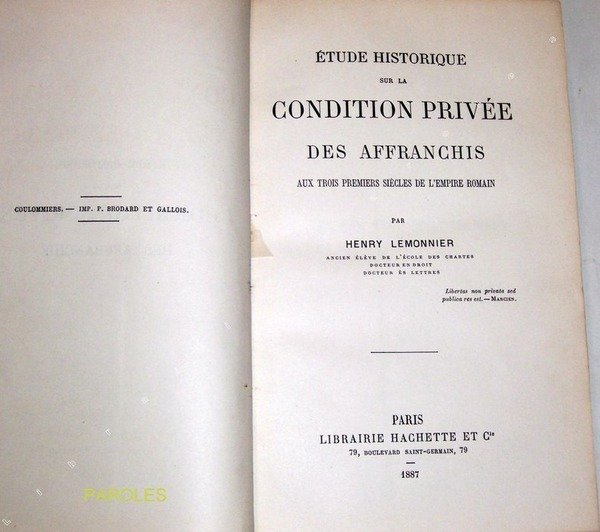 COULOMMIERS. — IMP. P. BRODARD ET GALLOIS.
PAROLES
ÉTUDE HISTORIQUE
SUR LA
CONDITION PRIVÉE
DES AFFRANCHIS
AUX TROIS PREMIERS SIÈCLES DE L'EMPIRE ROMAIN
PAR
HENRY LEMONNIER
ANCIEN ÉLÈVE DE L'ÉCOLE DES CHARTES
DOCTEUR EN DROIT
DOCTEUR ÈS LETTRES
Libertas non privata sed
publica res est. — MARCIEN.
PARIS
LIBRAIRIE HACHETTE ET Cie
79, BOULEVARD SAINT-GERMAIN, 79
1887